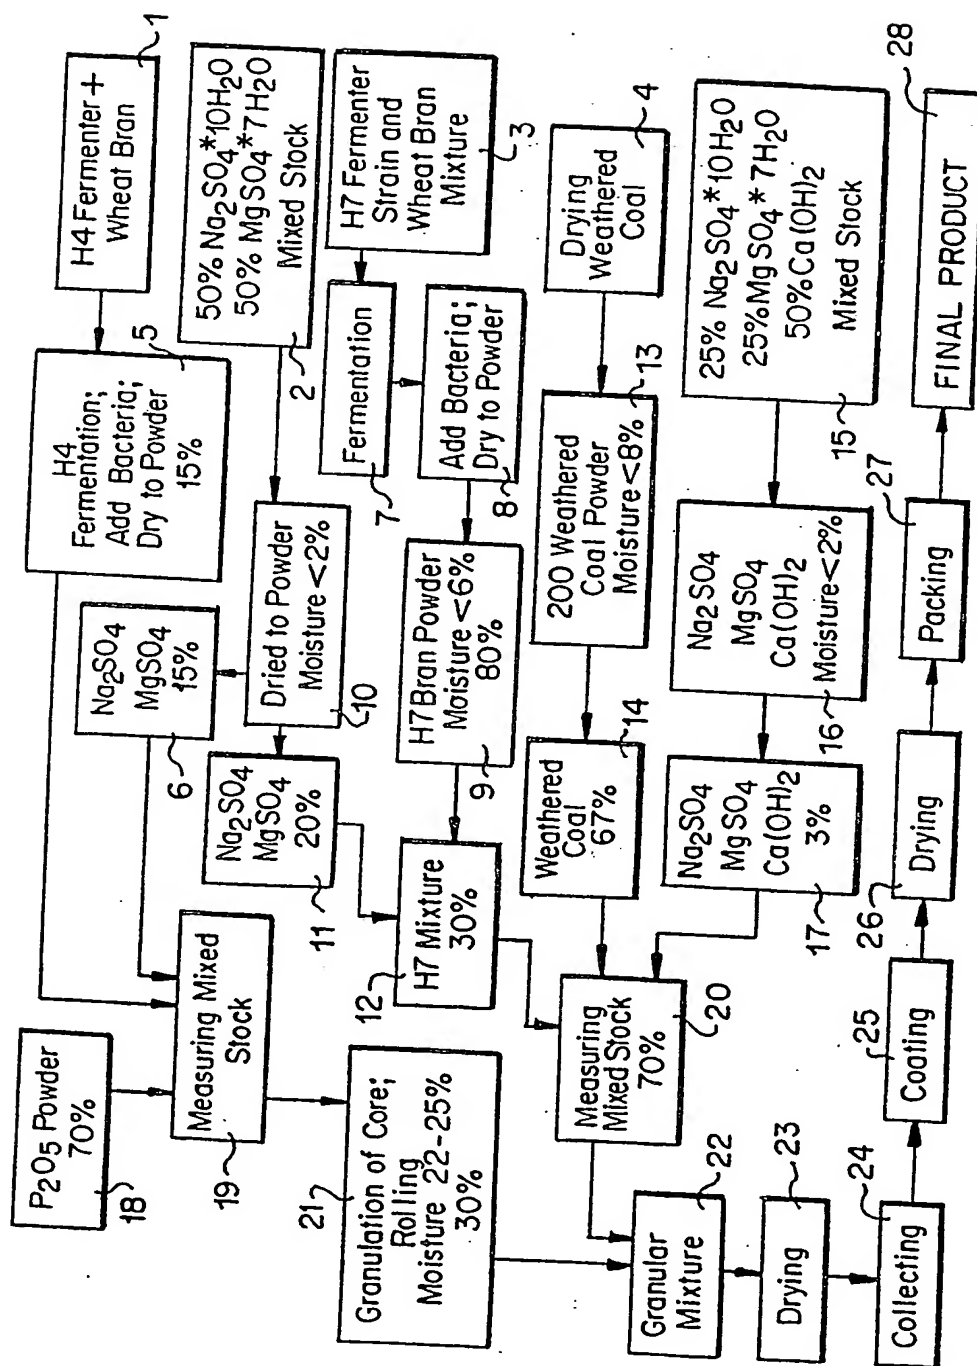 H4 Fermenter +
Wheat Bran
1
50% Na2SO4*10H2O
50% MgSO4*7H2O
Mixed Stock
2
H7 Fermenter
Strain and
Wheat Bran
Mixture
3
Drying
Weathered
Coal
4
25% Na2SO4*10H2O
25% MgSO4*7H2O
50% Ca(OH)2
Mixed Stock
15
H4
Fermentation;
Add Bacteria;
Dry to Powder
15%
5
Na2SO4
MgSO4
15%
6
Dried to Powder
Moisture <2%
10
Fermentation
7
Add Bacteria;
Dry to Powder
8
H7 Bran Powder
Moisture <6%
80%
9
200 Weathered
Coal Powder
Moisture <8%
13
Na2SO4
MgSO4
Ca(OH)2
Moisture <2%
16
Na2SO4
MgSO4
20%
11
H7 Mixture
30%
12
Weathered
Coal
67%
14
Na2SO4
MgSO4
Ca(OH)2
3%
17
P2O5 Powder
70%
18
Measuring Mixed
Stock
19
Measuring
Mixed Stock
70%
20
Granulation of Core;
Rolling
Moisture 22-25%
30%
21
Granular
Mixture
22
Drying
23
Collecting
24
Coating
25
Drying
26
Packing
27
FINAL PRODUCT
28